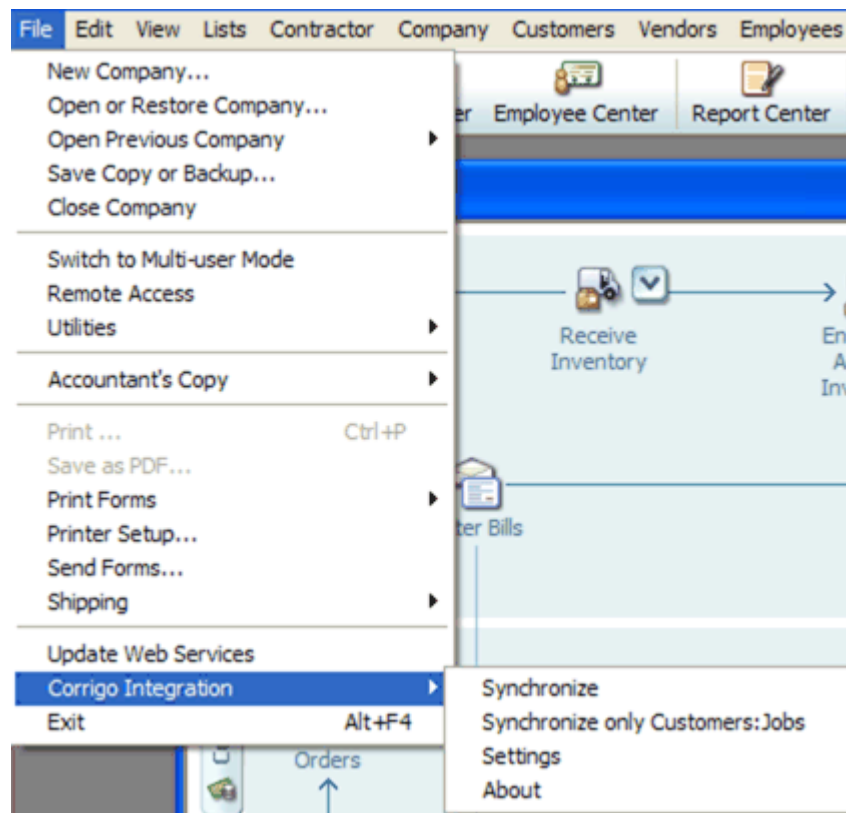 File Edit View Lists Contractor Company Customers Vendors Employees
New Company...
Open or Restore Company...
Open Previous Company
Save Copy or Backup...
Close Company
Switch to Multi-user Mode
Remote Access
Utilities
Accountant's Copy
Print ... Ctrl+P
Save as PDF...
Print Forms
Printer Setup...
Send Forms...
Shipping
Update Web Services
Corrigo Integration
Exit Alt+F4
Synchronize
Synchronize only Customers:Jobs
Settings
About
Employee Center Report Center
Receive
Inventory
Bills
Orders